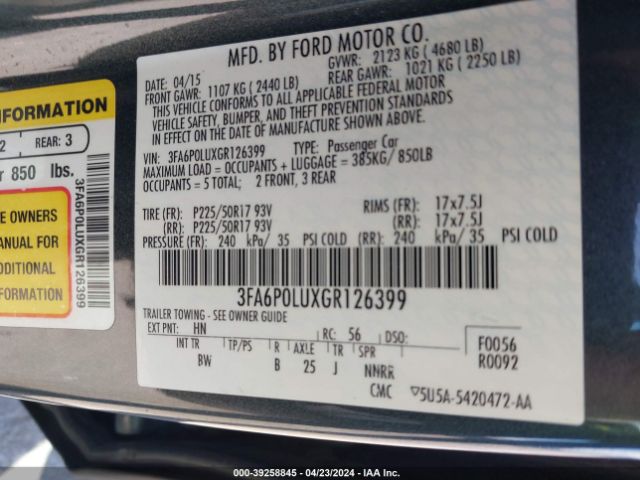 MFD. BY FORD MOTOR CO.
DATE: 04/15 GVWR: 2123 KG ( 4680 LB)
FRONT GAWR: 1107 KG ( 2440 LB) REAR GAWR: 1021 KG ( 2250 LB)
THIS VEHICLE CONFORMS TO ALL APPLICABLE FEDERAL MOTOR
VEHICLE SAFETY, BUMPER, AND THEFT PREVENTION STANDARDS
IN EFFECT ON THE DATE OF MANUFACTURE SHOWN ABOVE.
VIN: 3FA6P0LUXGR126399 TYPE: Passenger Car
MAXIMUM LOAD = OCCUPANTS + LUGGAGE = 385KG/ 850LB
OCCUPANTS = 5 TOTAL; 2 FRONT, 3 REAR
TIRE (FR): P225/50R17 93V RIMS (FR): 17x7.5J
(RR): P225/50R17 93V (RR): 17x7.5J
PRESSURE (FR): 240 kPa/ 35 PSI COLD (RR): 240 kPa/ 35 PSI COLD
3FA6P0LUXGR126399
TRAILER TOWING - SEE OWNER GUIDE
EXT PNT: HN RC: 56 DSO:
INT TR TP/PS R AXLE TR SPR
BW B 25 J NNRR
CMC
F0056
R0092
▽5U5A-5420472-AA
INFORMATION
2 REAR: 3
r 850 lbs.
3FA6P0LUXGR126399
E OWNERS
ANUAL FOR
DDITIONAL
FORMATION
000-39258845 - 04/23/2024 - IAA Inc.